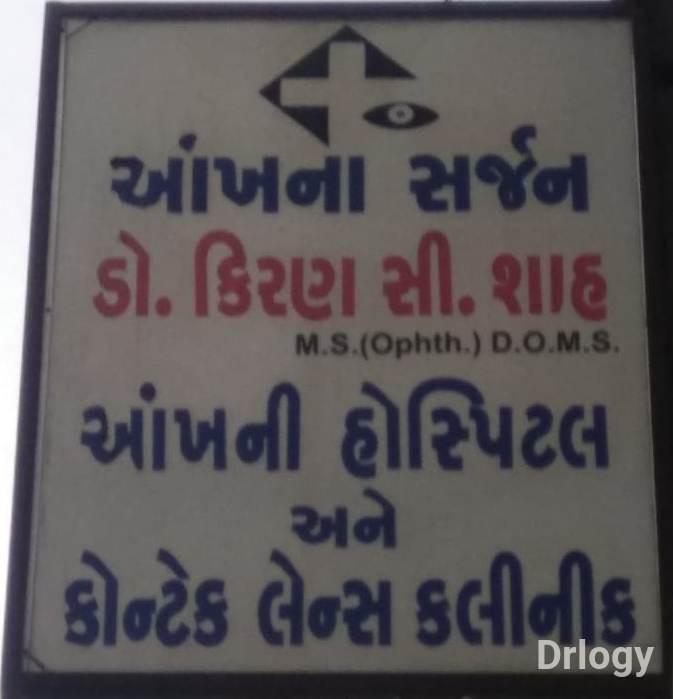 આંખના સર્જન
ડો. કિરણ સી. શાહ
M.S.(Ophth.) D.O.M.S.
આંખની હોસ્પિટલ
અને
કોન્ટેક લેન્સ કલીનીક
Drlogy